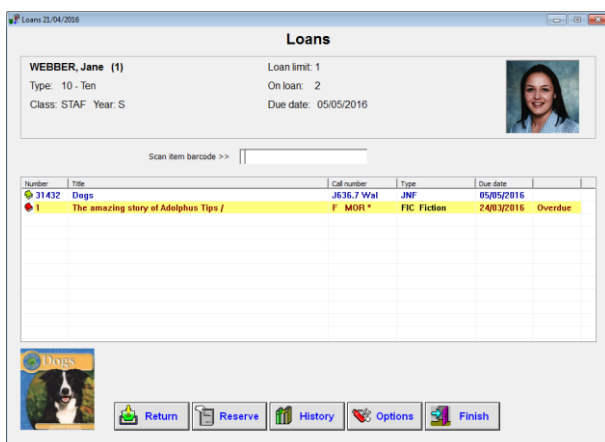 Loans 21/04/2016
Loans
WEBBER, Jane (1)
Loan limit: 1
Type: 10 - Ten
On loan: 2
Class: STAF Year: S
Due date: 05/05/2016
Scan item barcode >>
Number Title Call number Type Due date
31432 Dogs J636.7 Wal JNF 05/05/2016
1 The amazing story of Adolphus Tips / F MOR * FIC Fiction 24/03/2016 Overdue
Dogs
Return Reserve History Options Finish